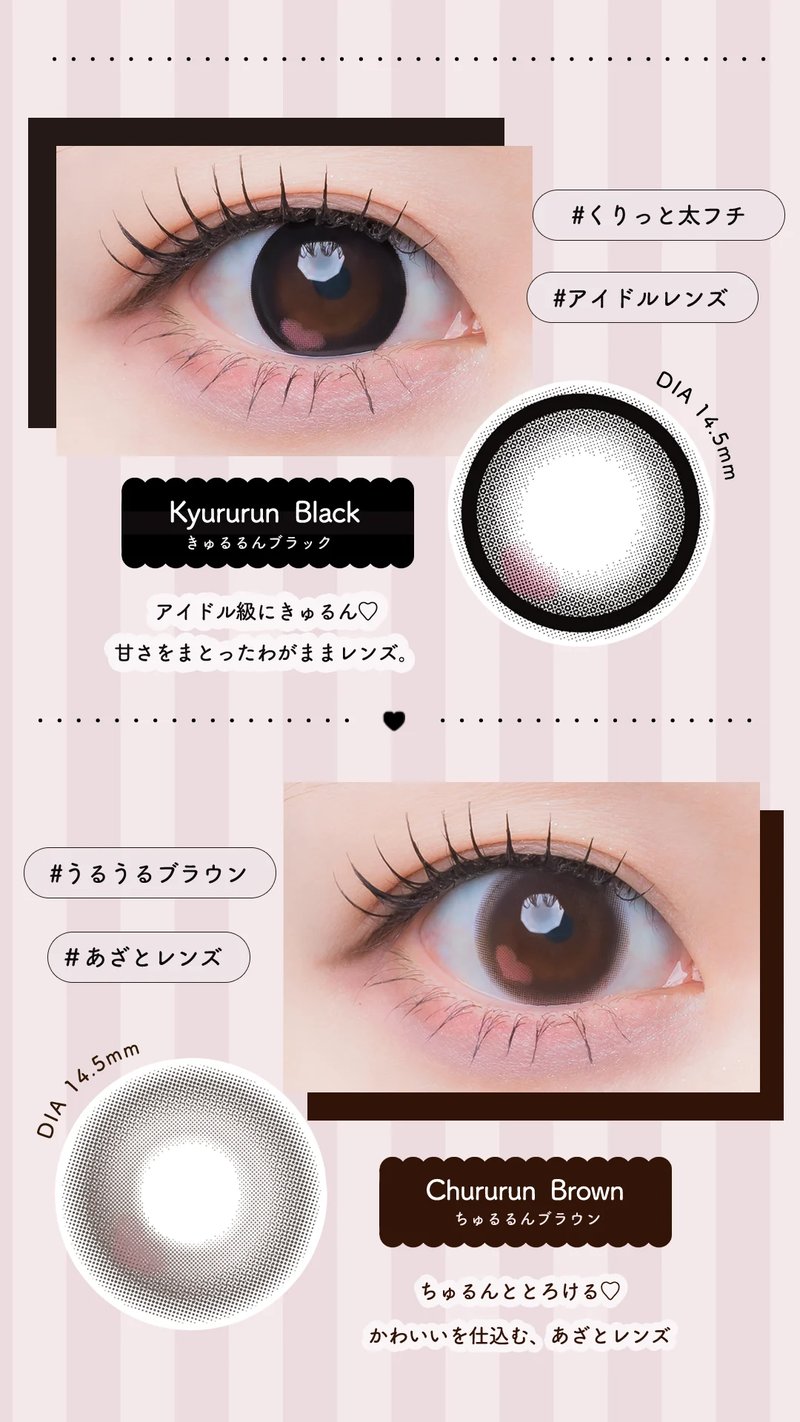 #くりっと太フチ
#アイドルレンズ
DIA 14.5mm
Kyururun Black
きゅるるんブラック
アイドル級にきゅるん♡
甘さをまとったわがままレンズ。
#うるうるブラウン
#あざとレンズ
DIA 14.5mm
Chururun Brown
ちゅるるんブラウン
ちゅるんととろける♡
かわいいを仕込む、あざとレンズ